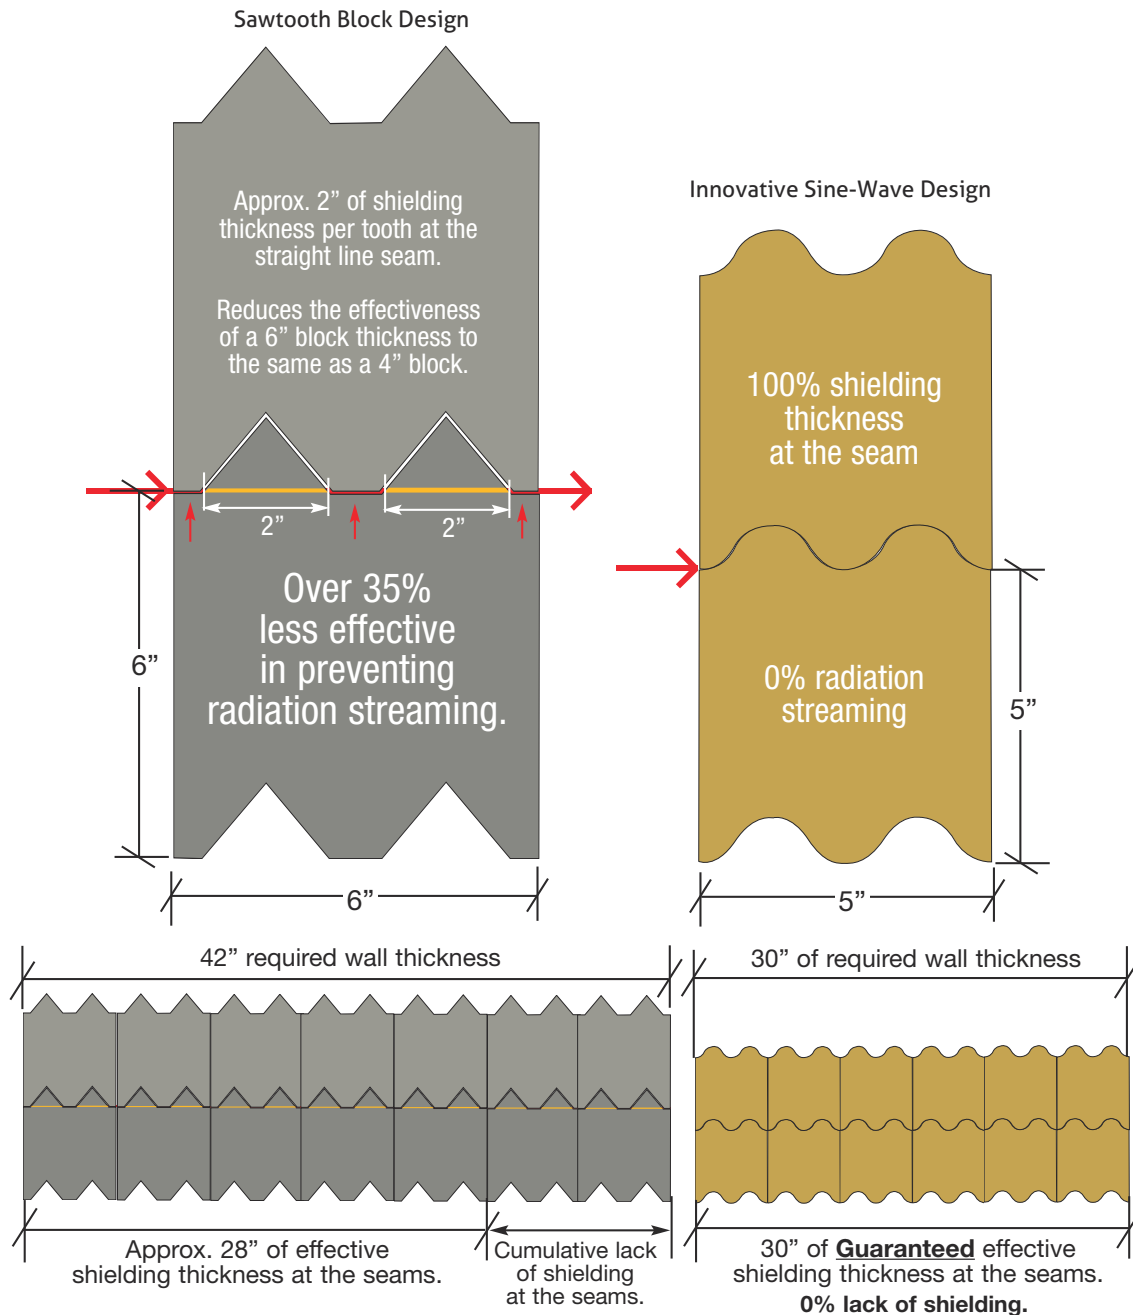 Sawtooth Block Design
Approx. 2” of shielding
thickness per tooth at the
straight line seam.
Reduces the effectiveness
of a 6” block thickness to
the same as a 4” block.
2”
2”
Over 35%
less effective
in preventing
radiation streaming.
6”
6”
Innovative Sine-Wave Design
100% shielding
thickness
at the seam
0% radiation
streaming
5”
5”
42” required wall thickness
Approx. 28” of effective
shielding thickness at the seams.
Cumulative lack
of shielding
at the seams.
30” of required wall thickness
30” of Guaranteed effective
shielding thickness at the seams.
0% lack of shielding.